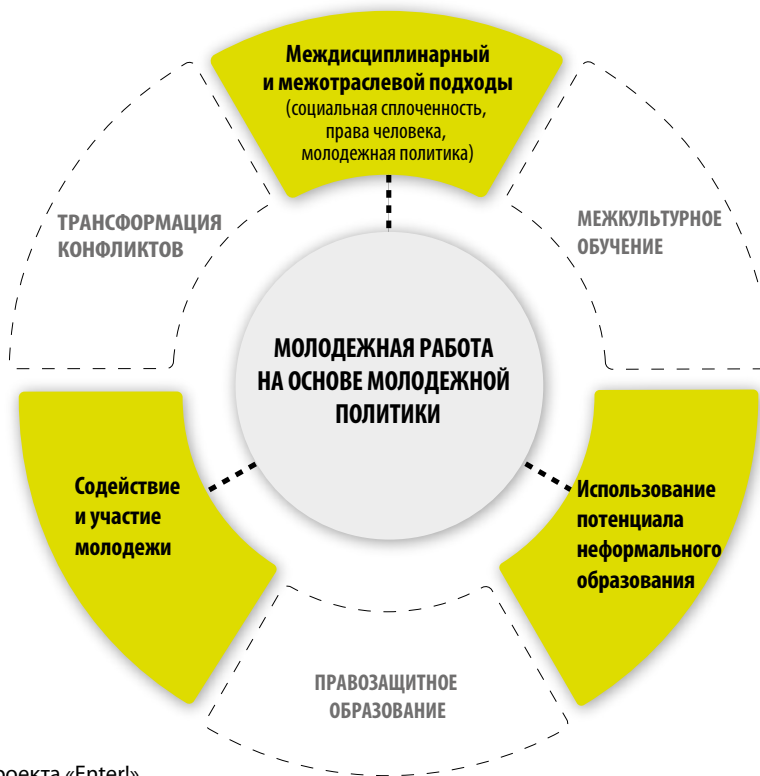 Междисциплинарный
и межотраслевой подходы
(социальная сплоченность,
права человека,
молодежная политика)
ТРАНСФОРМАЦИЯ
КОНФЛИКТОВ
МЕЖКУЛЬТУРНОЕ
ОБУЧЕНИЕ
МОЛОДЕЖНАЯ РАБОТА
НА ОСНОВЕ МОЛОДЕЖНОЙ
ПОЛИТИКИ
Содействие
и участие
молодежи
Использование
потенциала
неформального
образования
ПРАВОЗАЩИТНОЕ
ОБРАЗОВАНИЕ
«Enter!»